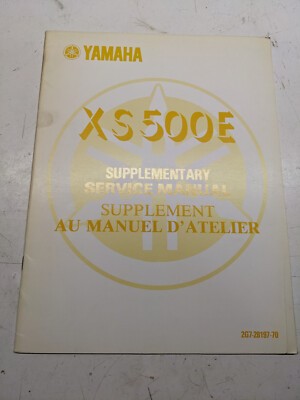 YAMAHA
XS500E
SUPPLEMENTARY
SERVICE MANUAL
SUPPLEMENT
AU MANUEL D'ATELIER
2G7-28197-70